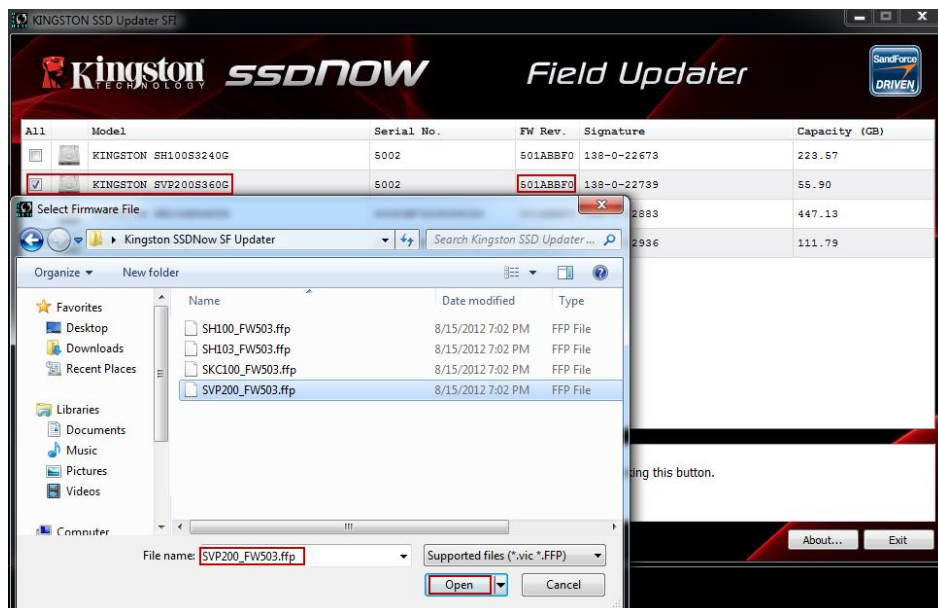 KINGSTON SSD Updater SFI
Kingston TECHNOLOGY SSDNOW Field Updater SandForce DRIVEN
All Model Serial No. FW Rev. Signature Capacity (GB)
KINGSTON SH100S3240G 5002 501ABBF0 138-0-22673 223.57
KINGSTON SVP200S360G 5002 501ABBF0 138-0-22739 55.90
Select Firmware File
2883 447.13
Kingston SSDNow SF Updater Search Kingston SSD Updater ...
2936 111.79
Organize New folder
Name Date modified Type
Favorites
Desktop
Downloads
Recent Places
SH100_FW503.ffp 8/15/2012 7:02 PM FFP File
SH103_FW503.ffp 8/15/2012 7:02 PM FFP File
SKC100_FW503.ffp 8/15/2012 7:02 PM FFP File
SVP200_FW503.ffp 8/15/2012 7:02 PM FFP File
Libraries
Documents
Music
Pictures
Videos
Computer
ing this button.
About... Exit
File name: SVP200_FW503.ffp Supported files (*.vic *.FFP)
Open Cancel